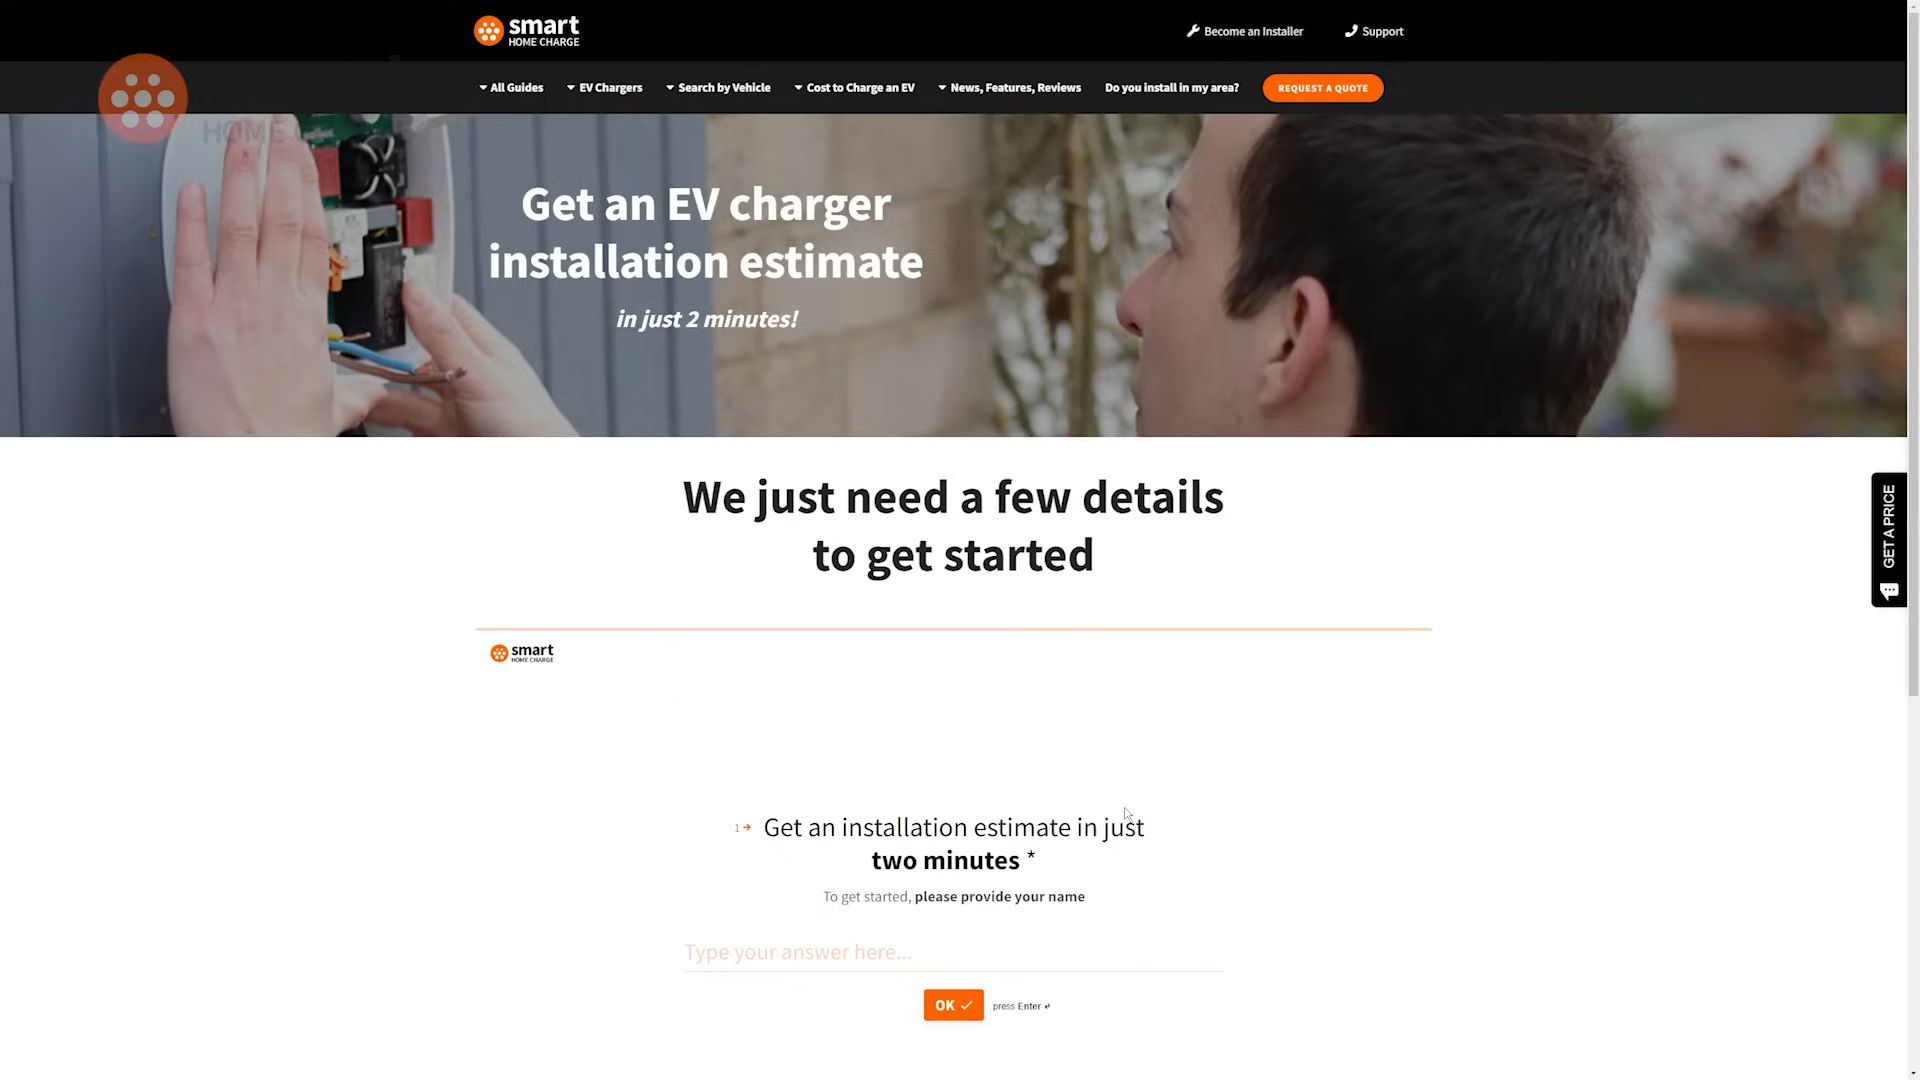 smart
HOME CHARGE
Become an Installer
Support
All Guides
EV Chargers
Search by Vehicle
Cost to Charge an EV
News, Features, Reviews
Do you install in my area?
REQUEST A QUOTE
HOME C
Get an EV charger
installation estimate
in just 2 minutes!
We just need a few details
to get started
GET A PRICE
smart
HOME CHARGE
1 Get an installation estimate in just
two minutes *
To get started, please provide your name
Type your answer here...
OK
press Enter ↵